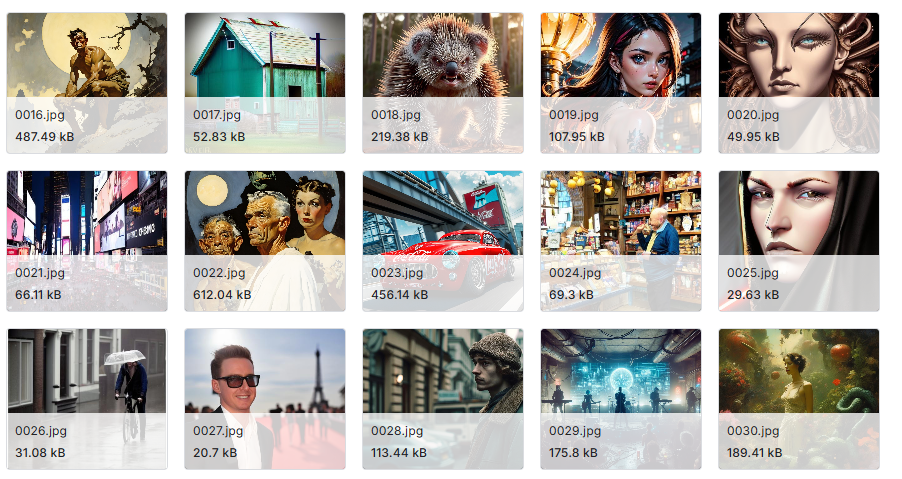 0016.jpg
487.49 kB
0017.jpg
52.83 kB
0018.jpg
219.38 kB
0019.jpg
107.95 kB
0020.jpg
49.95 kB
0021.jpg
66.11 kB
0022.jpg
612.04 kB
Coca-Cola
0023.jpg
456.14 kB
0024.jpg
69.3 kB
0025.jpg
29.63 kB
0026.jpg
31.08 kB
0027.jpg
20.7 kB
0028.jpg
113.44 kB
0029.jpg
175.8 kB
0030.jpg
189.41 kB